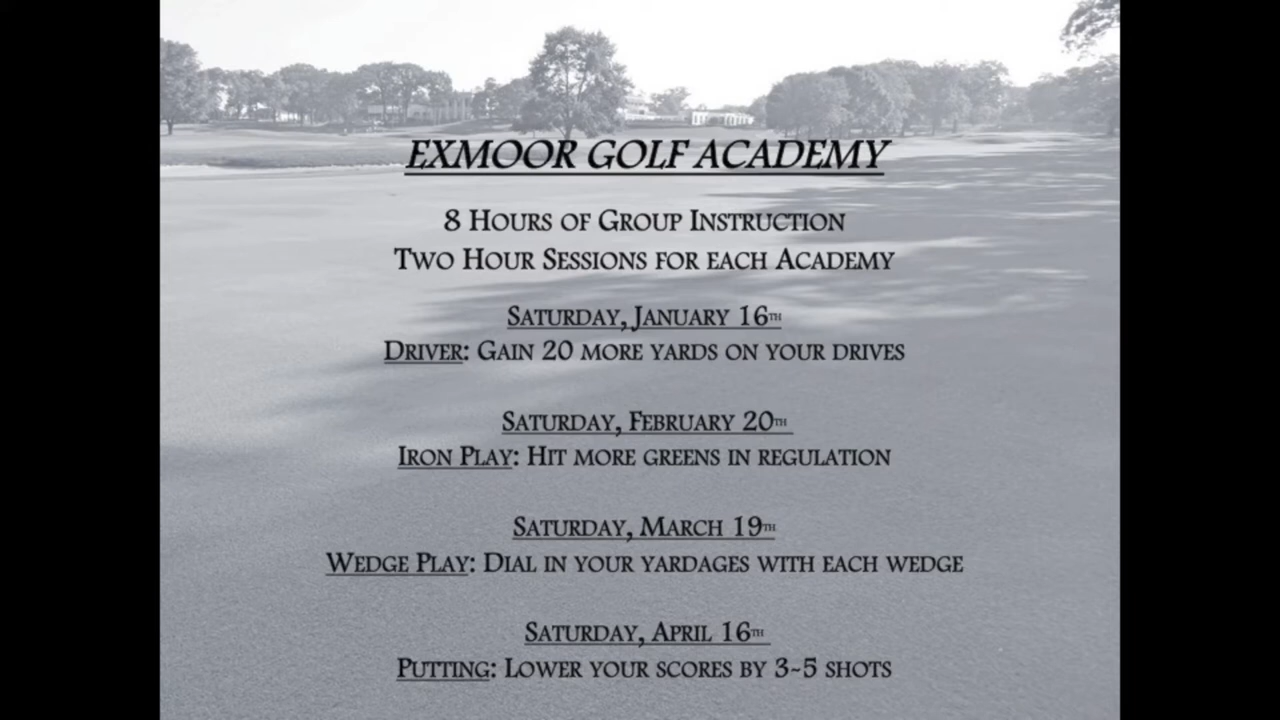 EXMOOR GOLF ACADEMY
8 HOURS OF GROUP INSTRUCTION
TWO HOUR SESSIONS FOR EACH ACADEMY
SATURDAY, JANUARY 16TH
DRIVER: GAIN 20 MORE YARDS ON YOUR DRIVES
SATURDAY, FEBRUARY 20TH
IRON PLAY: HIT MORE GREENS IN REGULATION
SATURDAY, MARCH 19TH
WEDGE PLAY: DIAL IN YOUR YARDAGES WITH EACH WEDGE
SATURDAY, APRIL 16TH
PUTTING: LOWER YOUR SCORES BY 3-5 SHOTS